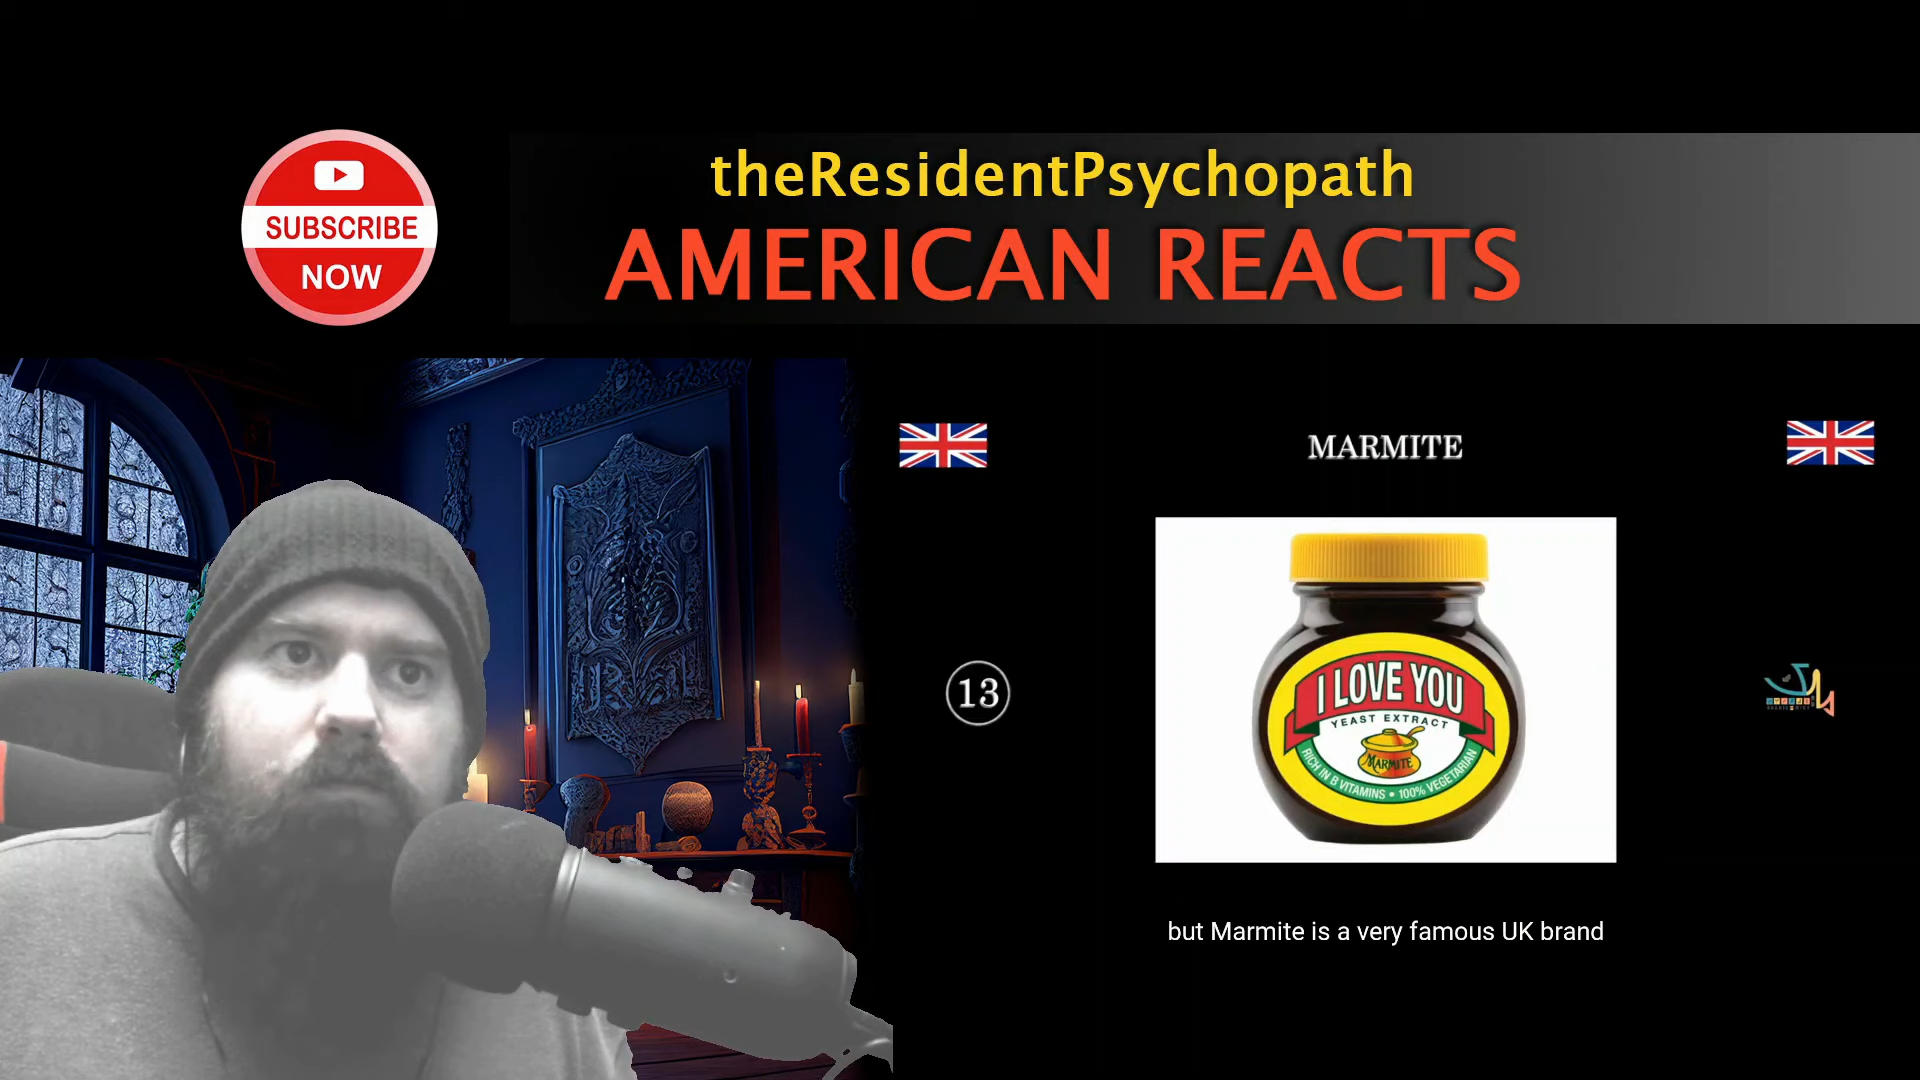 SUBSCRIBE
NOW
theResidentPsychopath
AMERICAN REACTS
MARMITE
13
I LOVE YOU
YEAST EXTRACT
MARMITE
RICH IN B VITAMINS • 100% VEGETARIAN
but Marmite is a very famous UK brand